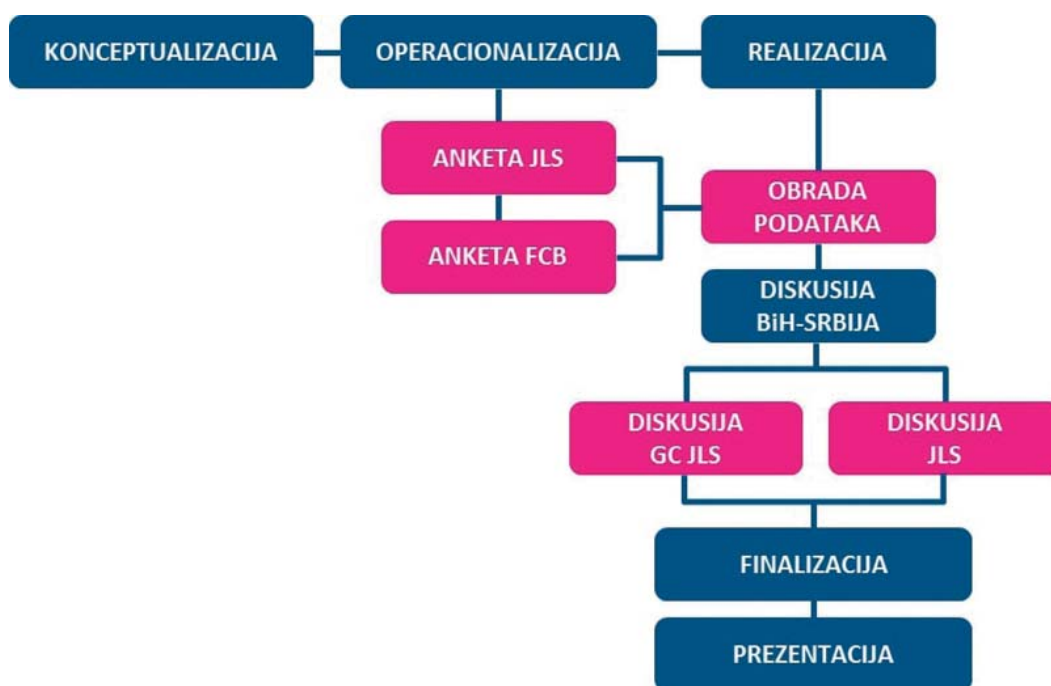 KONCEPTUALIZACIJA
OPERACIONALIZACIJA
REALIZACIJA
ANKETA JLS
ANKETA FCB
OBRADA
PODATAKA
DISKUSIJA
BiH-SRBIJA
DISKUSIJA
GC JLS
DISKUSIJA
JLS
FINALIZACIJA
PREZENTACIJA